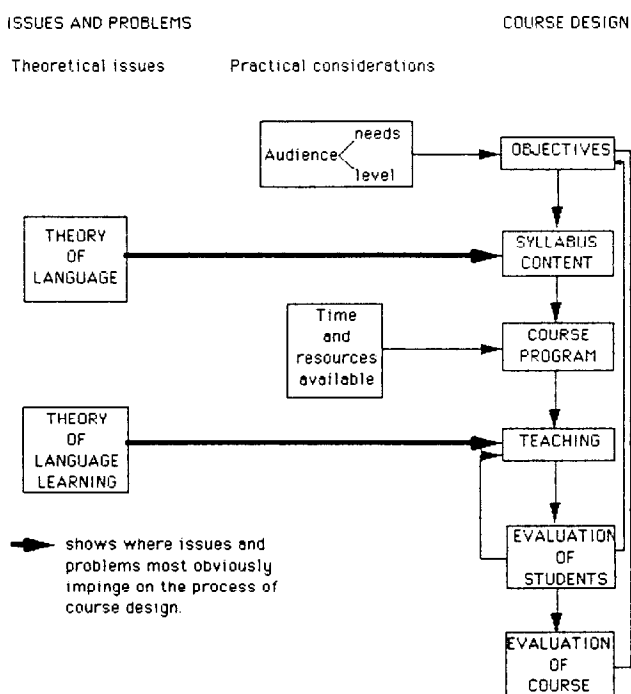 ISSUES AND PROBLEMS
COURSE DESIGN
Theoretical issues
Practical considerations
Audience
needs
level
OBJECTIVES
THEORY
OF
LANGUAGE
SYLLABUS
CONTENT
Time
and
resources
available
COURSE
PROGRAM
THEORY
OF
LANGUAGE
LEARNING
TEACHING
shows where issues and
problems most obviously
impinge on the process of
course design.
EVALUATION
OF
STUDENTS
EVALUATION
OF
COURSE